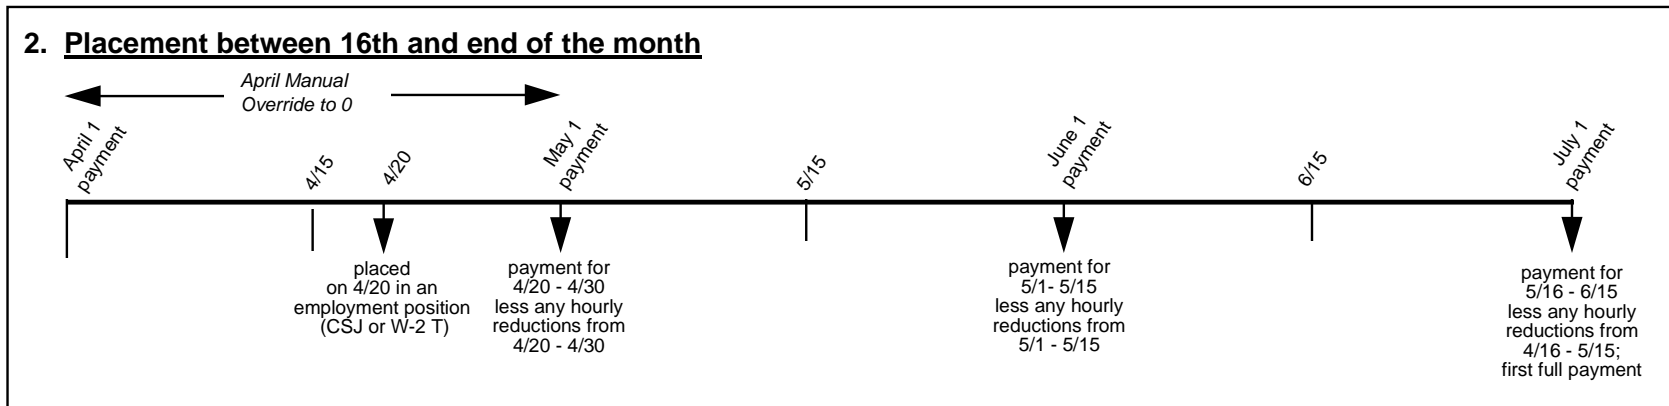 2. Placement between 16th and end of the month
April Manual
Override to 0
April 1
payment
4/15
4/20
May 1
payment
5/15
June 1
payment
6/15
July 1
payment
placed
on 4/20 in an
employment position
(CSJ or W-2 T)
payment for
4/20 - 4/30
less any hourly
reductions from
4/20 - 4/30
payment for
5/1- 5/15
less any hourly
reductions from
5/1 - 5/15
payment for
5/16 - 6/15
less any hourly
reductions from
4/16 - 5/15;
first full payment